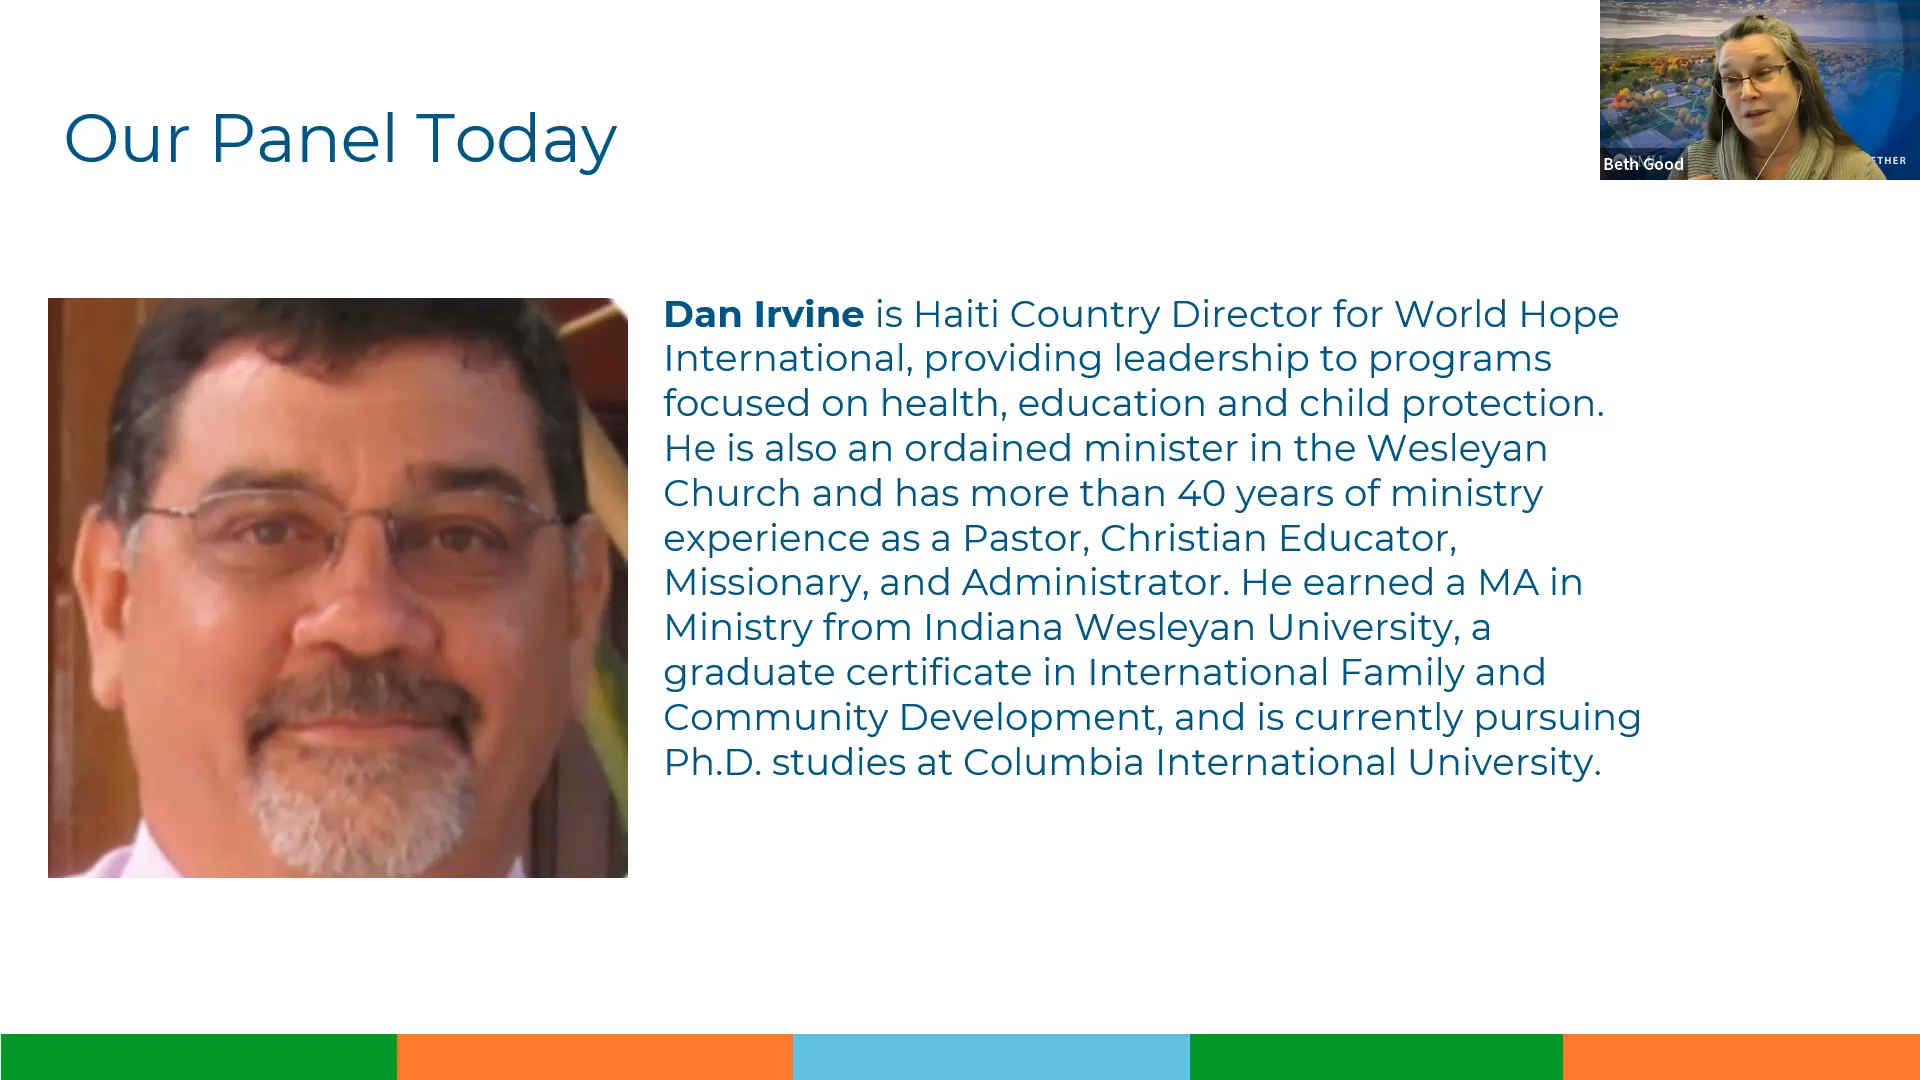 Our Panel Today
Dan Irvine is Haiti Country Director for World Hope
International, providing leadership to programs
focused on health, education and child protection.
He is also an ordained minister in the Wesleyan
Church and has more than 40 years of ministry
experience as a Pastor, Christian Educator,
Missionary, and Administrator. He earned a MA in
Ministry from Indiana Wesleyan University, a
graduate certificate in International Family and
Community Development, and is currently pursuing
Ph.D. studies at Columbia International University.
Beth Good